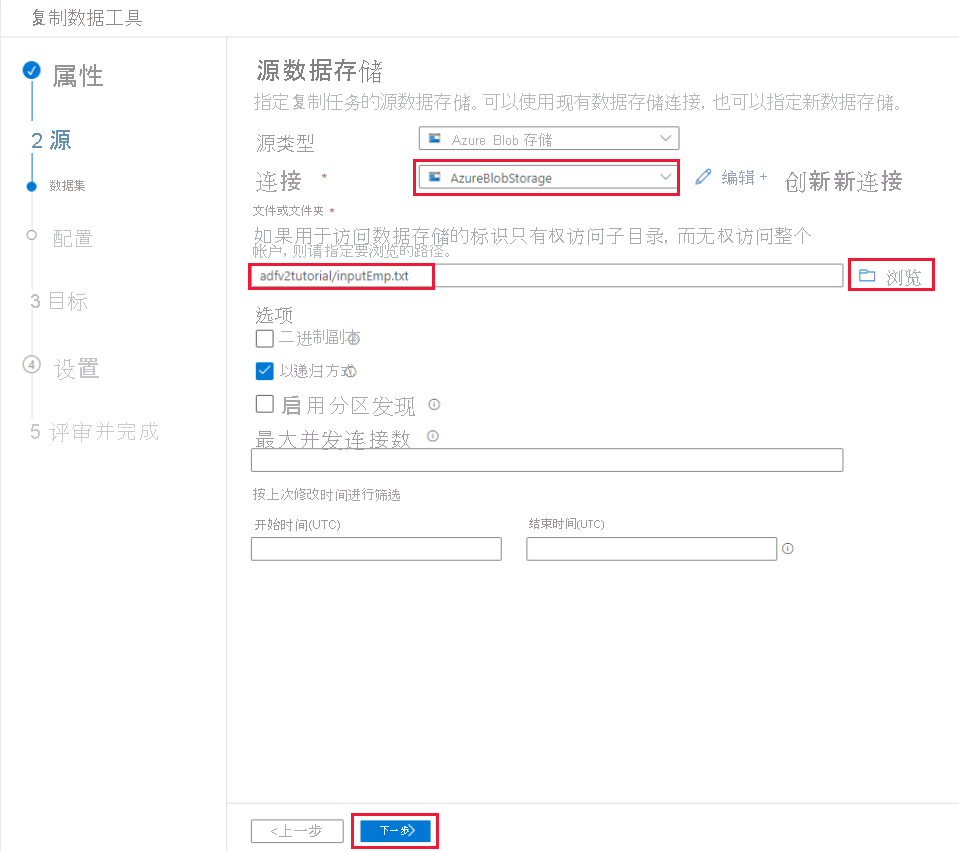 复制数据工具
属性
2 源
数据集
配置
3 目标
4 设置
5 评审并完成
源数据存储
指定复制任务的源数据存储。可以使用现有数据存储连接, 也可以指定新数据存储。
源类型 Azure Blob 存储
连接 * AzureBlobStorage 编辑 + 创新新连接
文件或文件夹 *
如果用于访问数据存储的标识只有权访问子目录, 而无权访问整个
帐户, 则请指定要浏览的路径。
adfv2tutorial/inputEmp.txt 浏览
选项
二进制副本
以递归方式
启用分区发现
最大并发连接数
按上次修改时间进行筛选
开始时间(UTC) 结束时间(UTC)
<上一步 下一步>